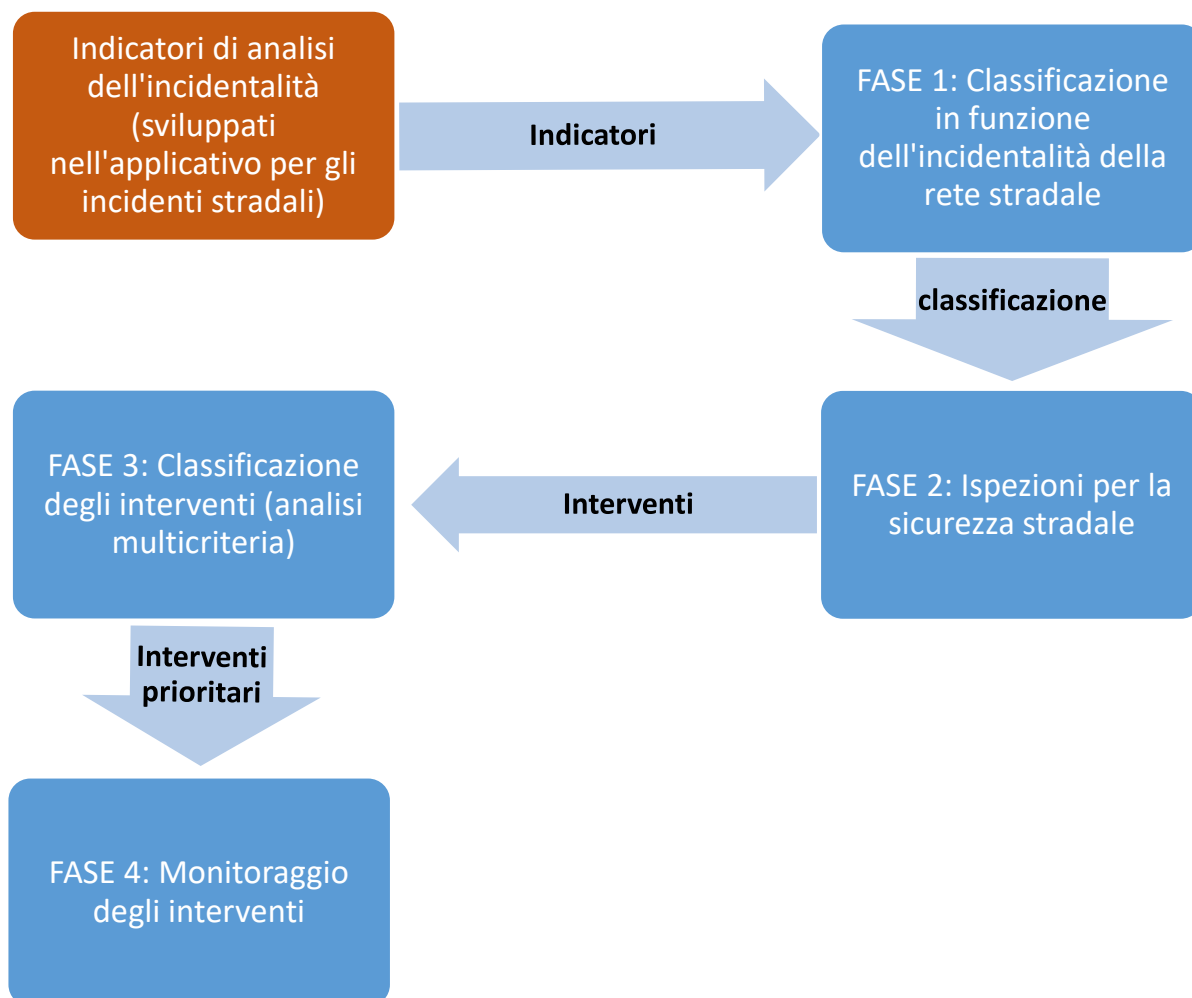 Indicatori di analisi
dell'incidentalità
(sviluppati
nell'applicativo per gli
incidenti stradali)
Indicatori
FASE 1: Classificazione
in funzione
dell'incidentalità della
rete stradale
classificazione
FASE 2: Ispezioni per la
sicurezza stradale
Interventi
FASE 3: Classificazione
degli interventi (analisi
multicriteria)
Interventi
prioritari
FASE 4: Monitoraggio
degli interventi